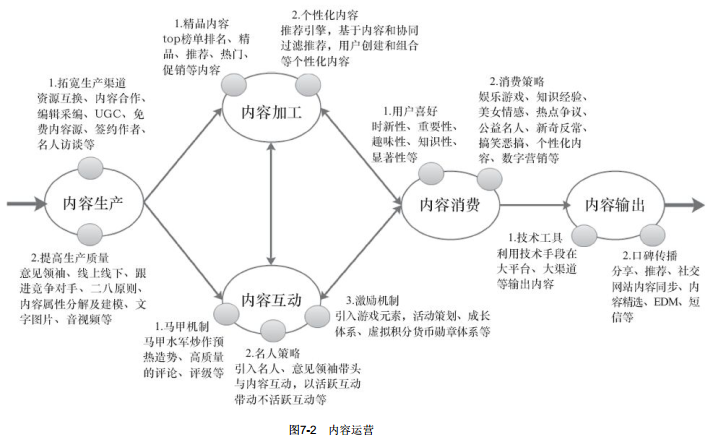 1.精品内容
top榜单排名、精
品、推荐、热门、
促销等内容
2.个性化内容
推荐引擎，基于内容和协同
过滤推荐，用户创建和组合
等个性化内容
内容加工
1.拓宽生产渠道
资源互换、内容合作、
编辑采编、UGC、免
费内容源、签约作者、
名人访谈等
内容生产
2.提高生产质量
意见领袖、线上线下、跟
进竞争对手、二八原则、
内容属性分解及建模、文
字图片、音视频等
1.用户喜好
时新性、重要性、
趣味性、知识性、
显著性等
2.消费策略
娱乐游戏、知识经验、
美女情感、热点争议、
公益名人、新奇反常、
搞笑恶搞、个性化内
容、数字营销等
内容消费
内容输出
1.技术工具
利用技术手段在
大平台、大渠道
等输出内容
2.口碑传播
分享、推荐、社交
网站内容同步、内
容精选、EDM、短
信等
内容互动
1.马甲机制
马甲水军炒作预
热造势、高质量
的评论、评级等
2.名人策略
引入名人、意见领袖带头
与内容互动，以活跃互动
带动不活跃互动等
3.激励机制
引入游戏元素，活动策划、成长
体系、虚拟积分货币勋章体系等
图7-2 内容运营